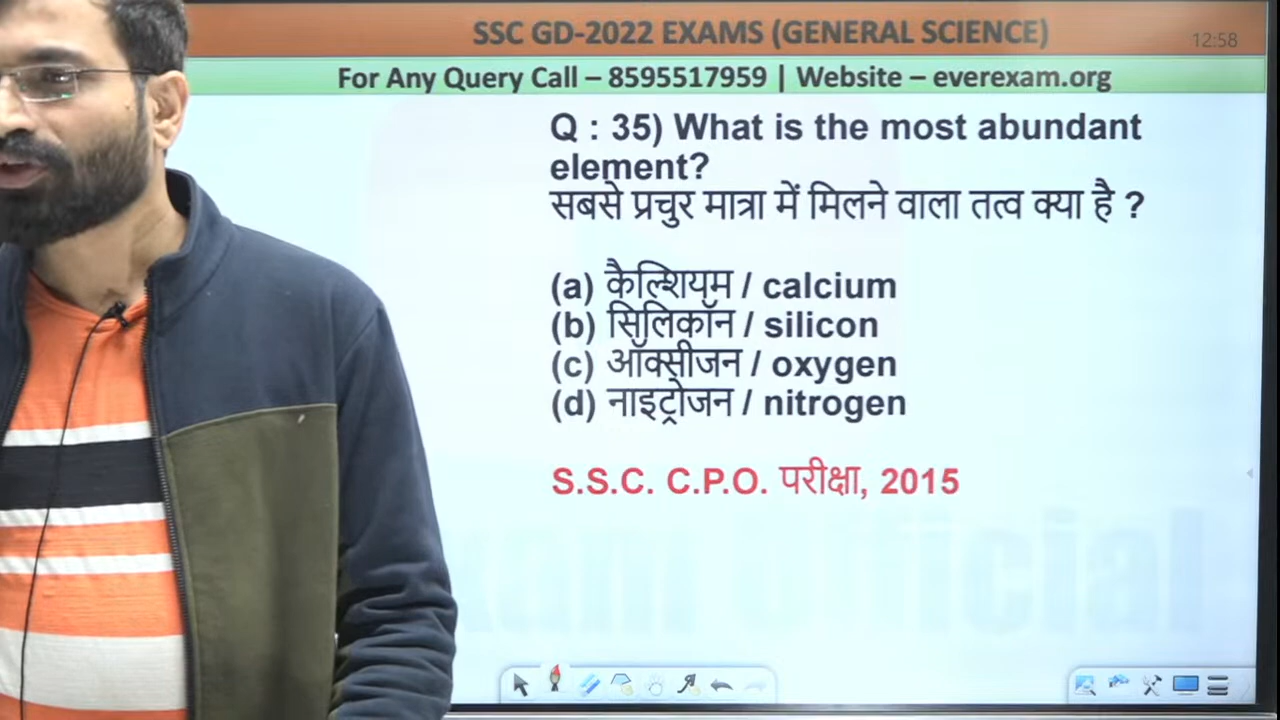 SSC GD-2022 EXAMS (GENERAL SCIENCE)
12:58
For Any Query Call – 8595517959 | Website – everexam.org
Q : 35) What is the most abundant
element?
सबसे प्रचुर मात्रा में मिलने वाला तत्व क्या है ?
(a) कैल्शियम / calcium
(b) सिलिकॉन / silicon
(c) ऑक्सीजन / oxygen
(d) नाइट्रोजन / nitrogen
S.S.C. C.P.O. परीक्षा, 2015
xam Official